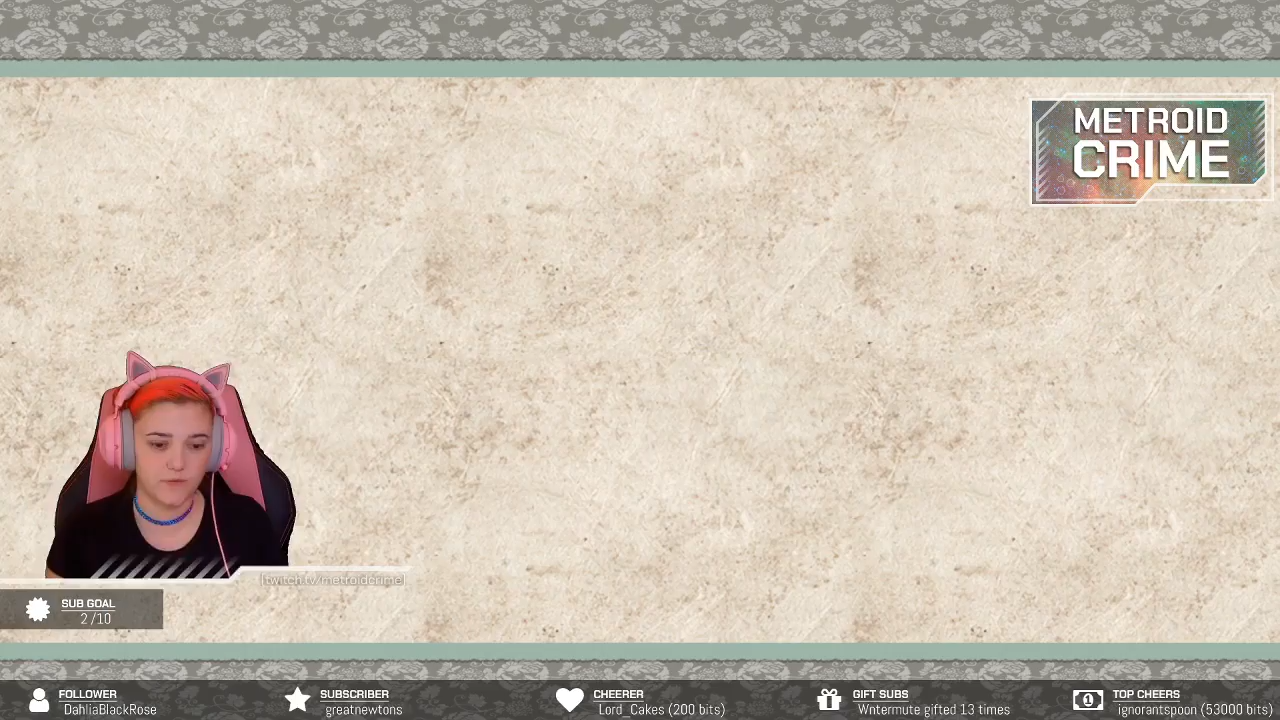 METROID
CRIME
[twitch.tv/metroidcrime]
SUB GOAL
2 /10
FOLLOWER
DahliaBlackRose
SUBSCRIBER
greatnewton
CHEERER
Lord_Cakes (200 bits)
GIFT SUBS
Wntermute gifted 13 times
TOP CHEERS
ignorantspoon (53000 bits)